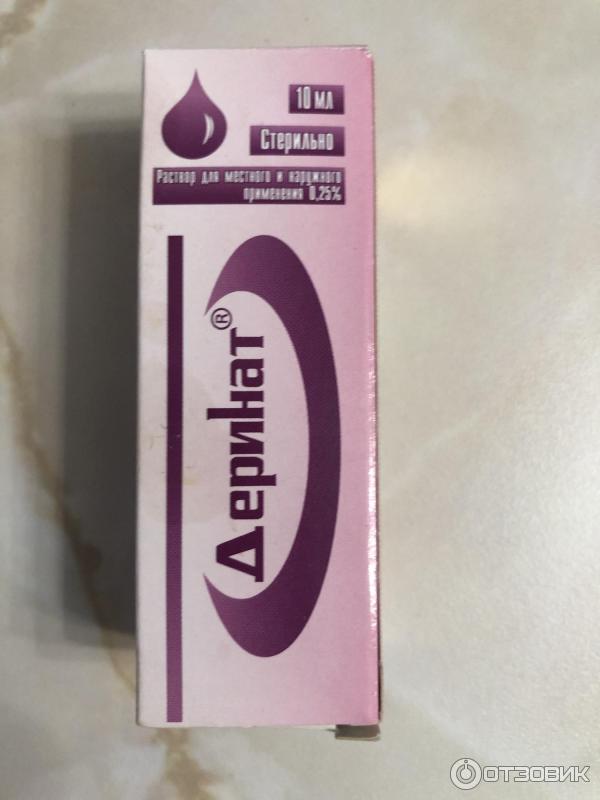 10 мл
Стерильно
Раствор для местного и наружного
применения 0,25%
Деринат®
ОТЗОВИК